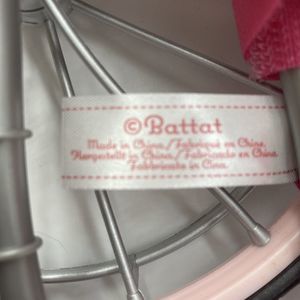 ©Battat
Made in China./Fabriqué en Chine.
Hergestellt in China./Fabricado en China.
Fabbricato in Cina.